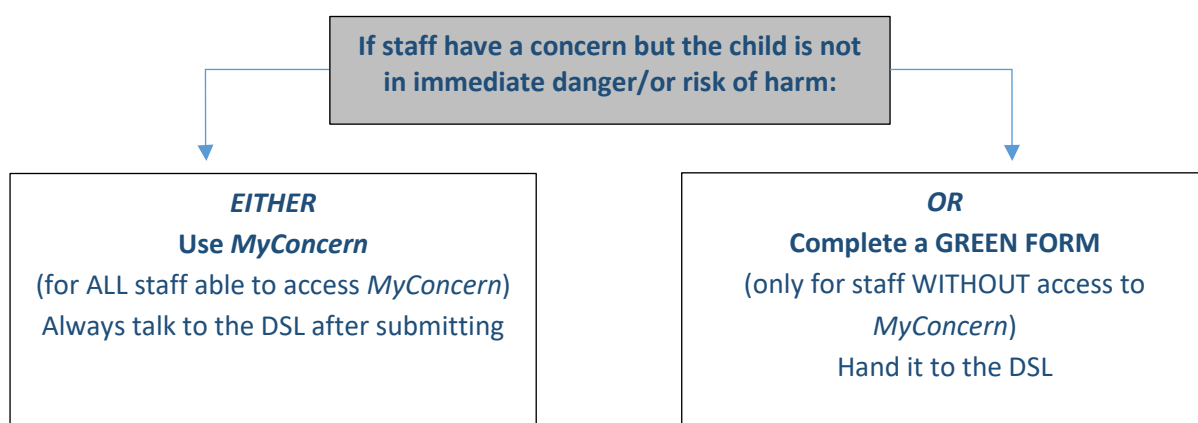 If staff have a concern but the child is not
in immediate danger/or risk of harm:
EITHER
Use MyConcern
(for ALL staff able to access MyConcern)
Always talk to the DSL after submitting
OR
Complete a GREEN FORM
(only for staff WITHOUT access to
MyConcern)
Hand it to the DSL